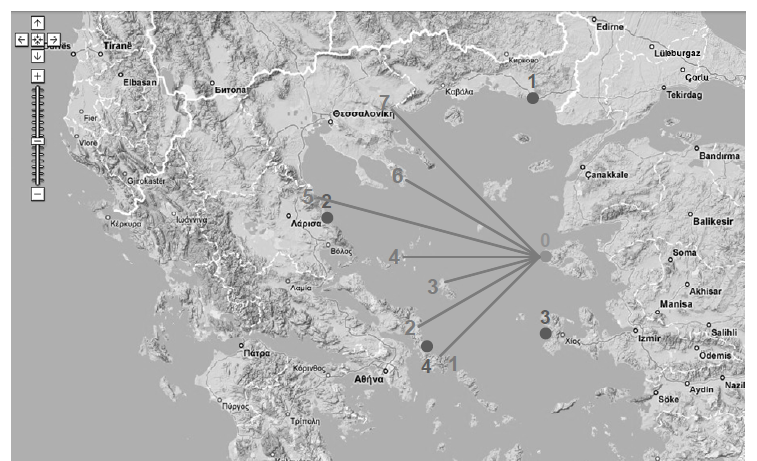 Edirne
Tiranë
Lüleburgaz
Elbasan
Битола
Çorlu
1
Καβάλα
Tekirdag
7
Θεσσαλονίκη
Fier
Vlore
Bandırma
6
Çanakkale
Gjirokastër
5
2
Λάρισα
Ιωάννινα
Κέρκυρα
Balikesir
0
Βόλος
4
Soma
3
Λαμία
Akhisar
Manisa
3
2
Χίος
Izmir
Salihli
Πάτρα
4
1
Odemis
Κόρινθος
Αθήνα
Aydin
Nazil
Söke
Πύργος
Τρίπολη